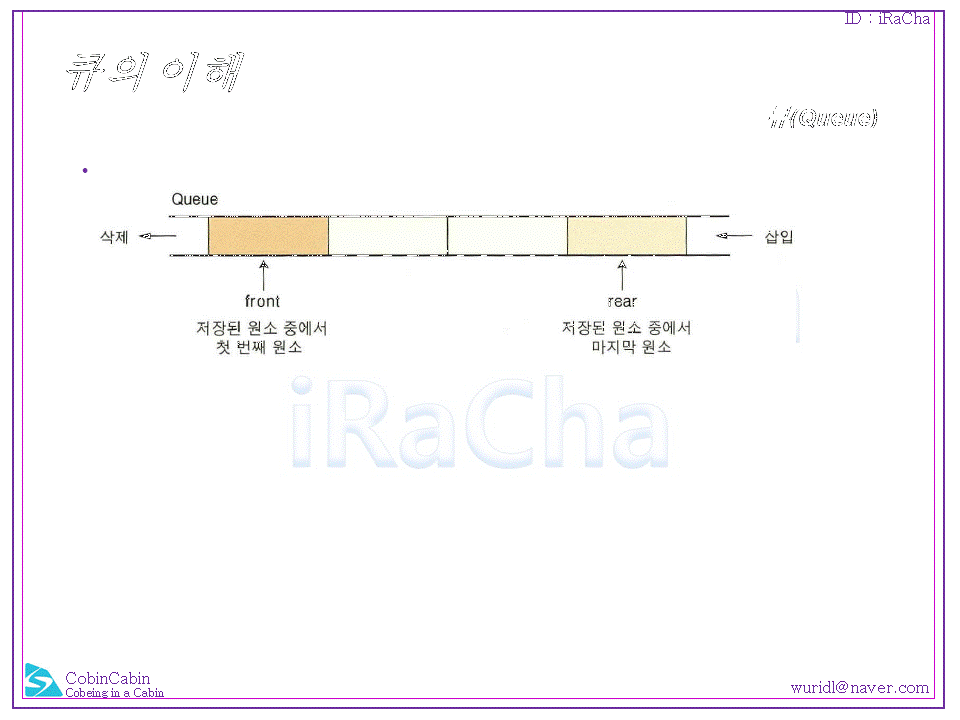 ID : iRaCha
큐의 이해
큐(Queue)
•
Queue
삭제
삽입
front
rear
저장된 원소 중에서
첫 번째 원소
저장된 원소 중에서
마지막 원소
iRaCha
CobinCabin
Cobeing in a Cabin
wuridl@naver.com